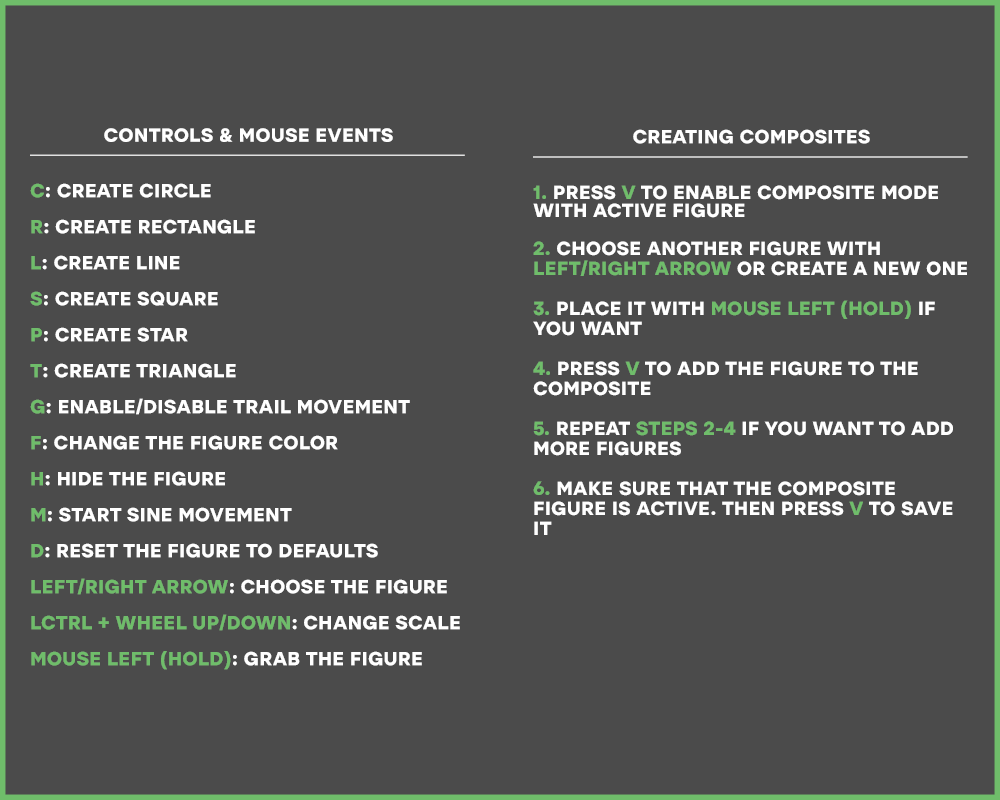 CONTROLS & MOUSE EVENTS
C: CREATE CIRCLE
R: CREATE RECTANGLE
L: CREATE LINE
S: CREATE SQUARE
P: CREATE STAR
T: CREATE TRIANGLE
G: ENABLE/DISABLE TRAIL MOVEMENT
F: CHANGE THE FIGURE COLOR
H: HIDE THE FIGURE
M: START SINE MOVEMENT
D: RESET THE FIGURE TO DEFAULTS
LEFT/RIGHT ARROW: CHOOSE THE FIGURE
LCTRL + WHEEL UP/DOWN: CHANGE SCALE
MOUSE LEFT (HOLD): GRAB THE FIGURE
CREATING COMPOSITES
1. PRESS V TO ENABLE COMPOSITE MODE
WITH ACTIVE FIGURE
2. CHOOSE ANOTHER FIGURE WITH
LEFT/RIGHT ARROW OR CREATE A NEW ONE
3. PLACE IT WITH MOUSE LEFT (HOLD) IF
YOU WANT
4. PRESS V TO ADD THE FIGURE TO THE
COMPOSITE
5. REPEAT STEPS 2-4 IF YOU WANT TO ADD
MORE FIGURES
6. MAKE SURE THAT THE COMPOSITE
FIGURE IS ACTIVE. THEN PRESS V TO SAVE
IT